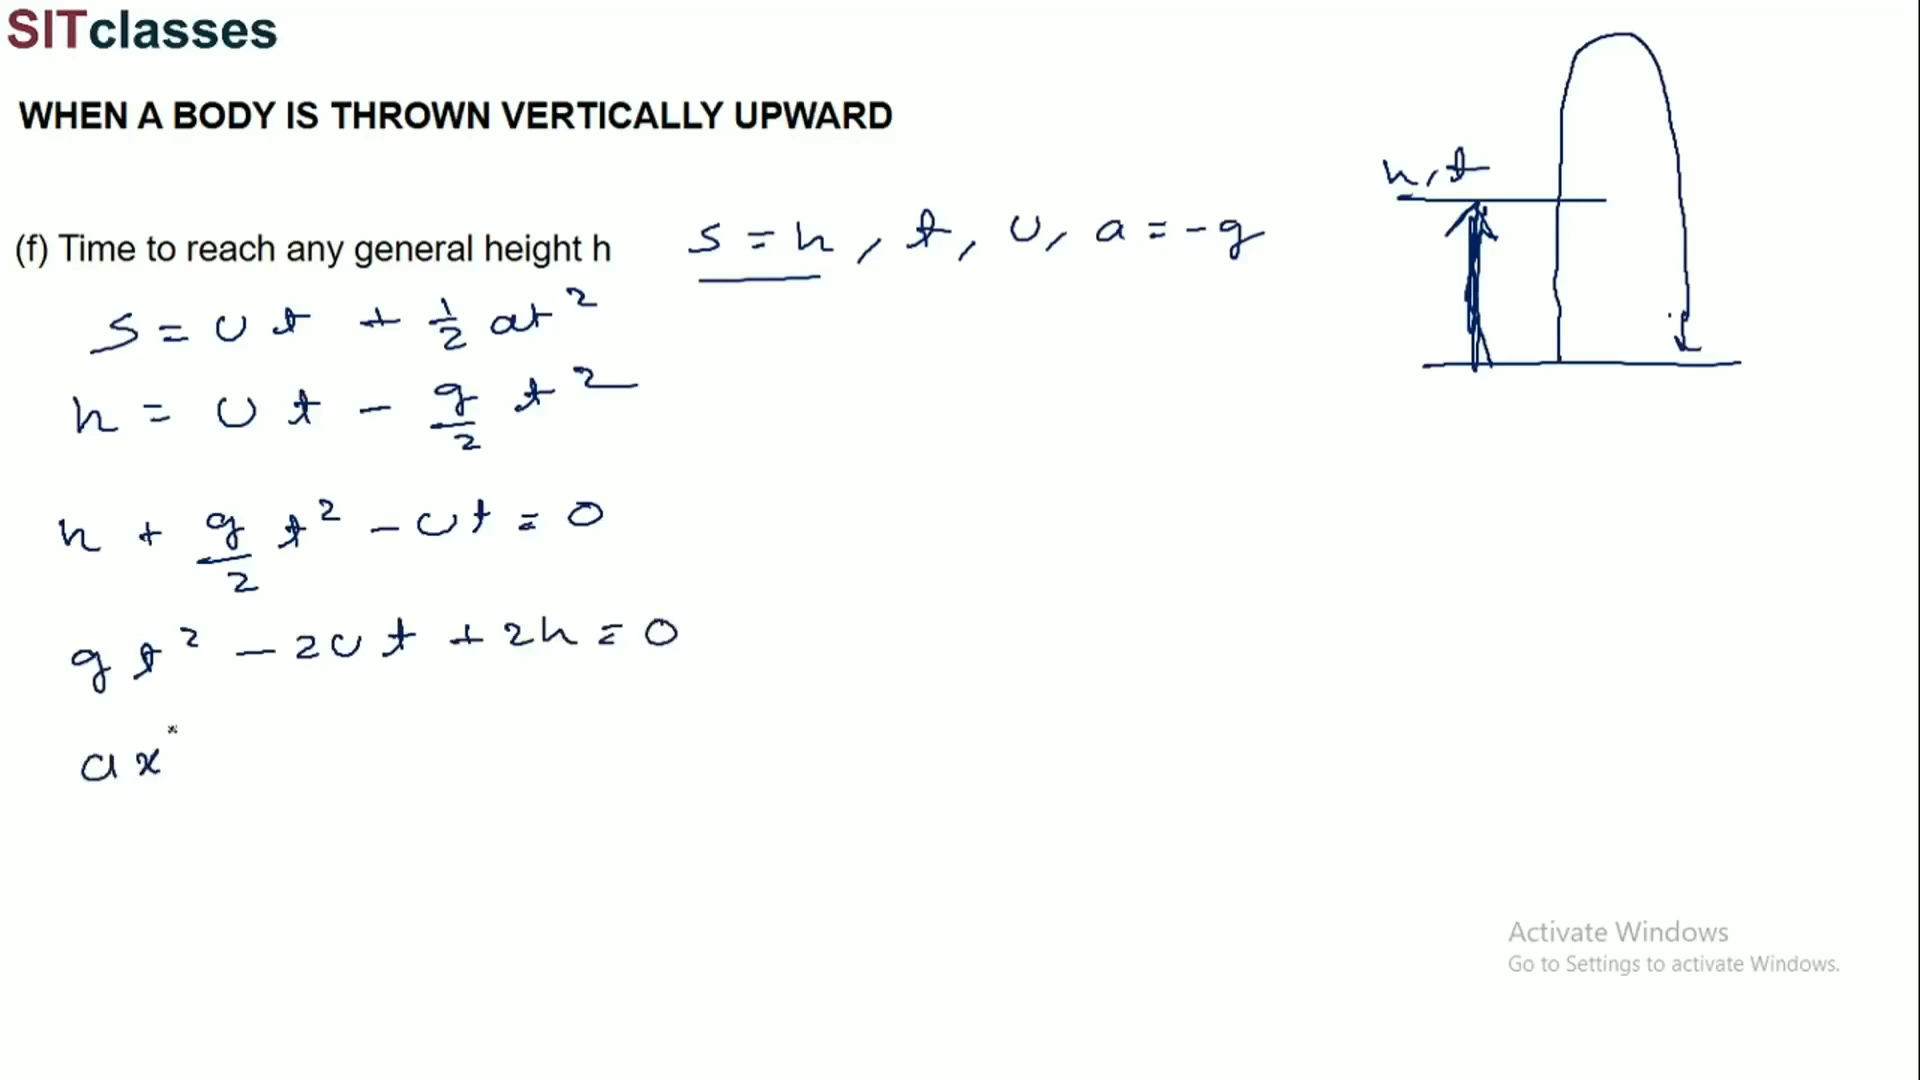 SITclasses
WHEN A BODY IS THROWN VERTICALLY UPWARD
h, t
(f) Time to reach any general height h s = h, t, u, a = -g
s = ut + 1/2 at²
h = ut - g/2 t²
h + g/2 t² - ut = 0
gt² - 2ut + 2h = 0
ax
Activate Windows
Go to Settings to activate Windows.